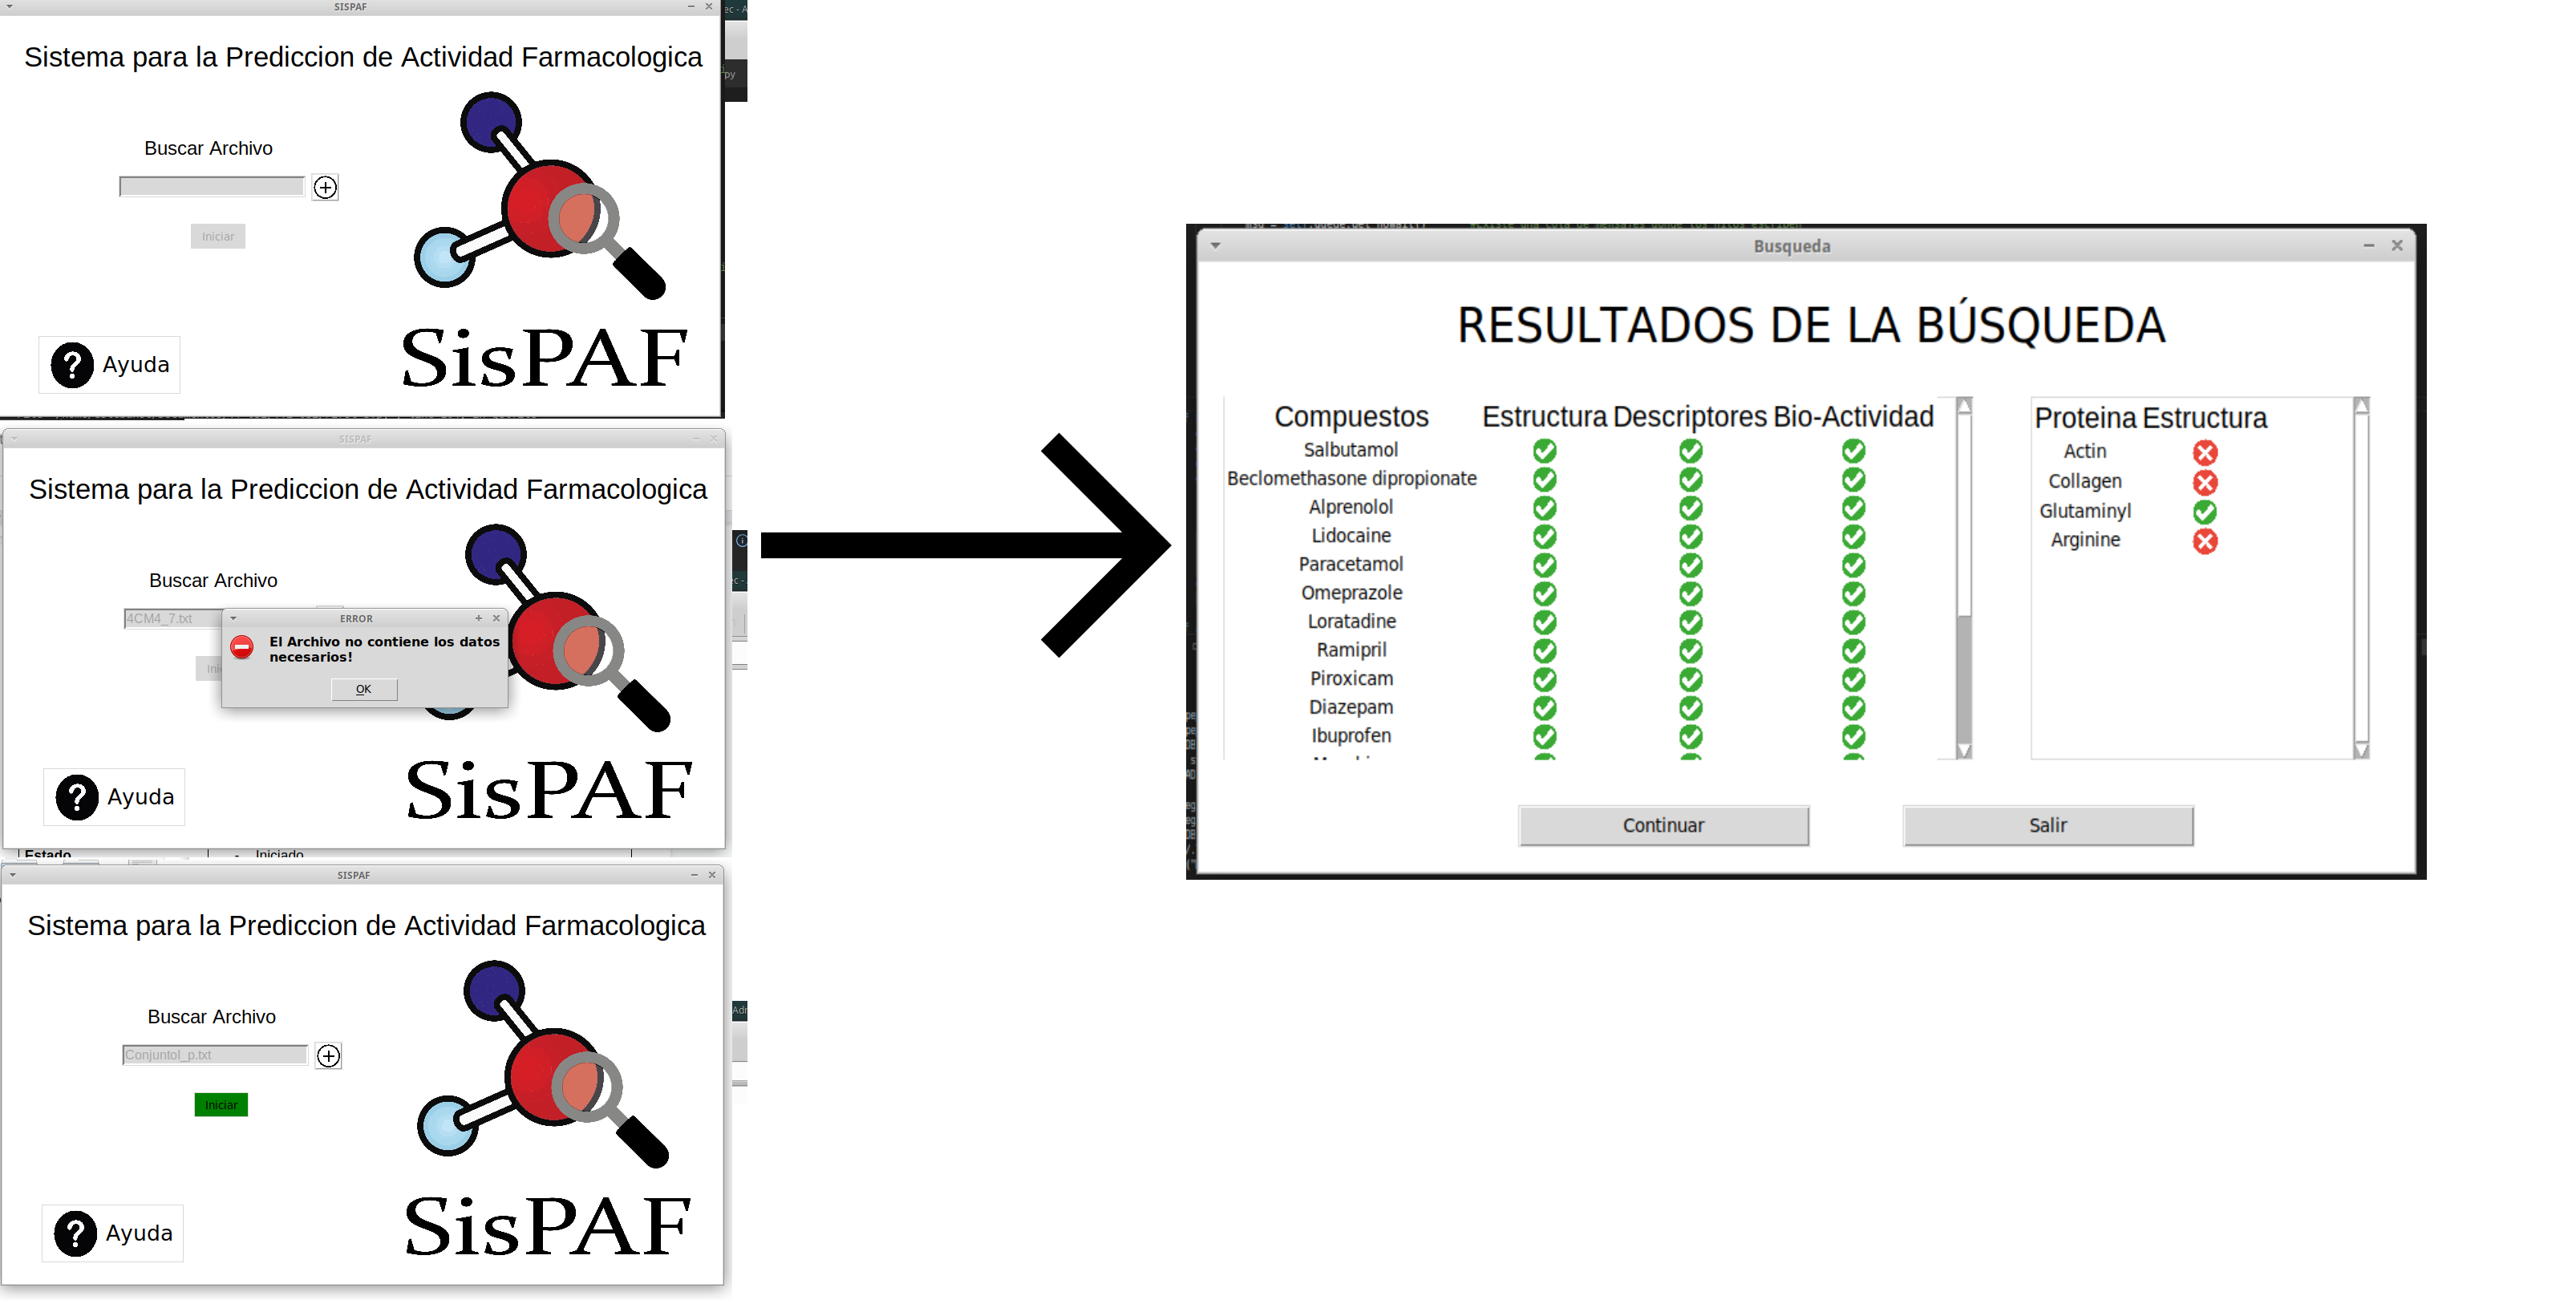 SISPAF
Sistema para la Prediccion de Actividad Farmacologica
Buscar Archivo
Iniciar
Ayuda
SisPAF
py
SISPAF
Sistema para la Prediccion de Actividad Farmacologica
Buscar Archivo
4CM4_7.txt
ERROR
El Archivo no contiene los datos
necesarios!
OK
Ayuda
SisPAF
Estado - Iniciado
SISPAF
Sistema para la Prediccion de Actividad Farmacologica
Buscar Archivo
ConjuntoI_p.txt
Iniciar
Ayuda
SisPAF
Busqueda
RESULTADOS DE LA BÚSQUEDA
Compuestos Estructura Descriptores Bio-Actividad
Salbutamol
Beclomethasone dipropionate
Alprenolol
Lidocaine
Paracetamol
Omeprazole
Loratadine
Ramipril
Piroxicam
Diazepam
Ibuprofen
Proteina Estructura
Actin
Collagen
Glutaminyl
Arginine
Continuar
Salir